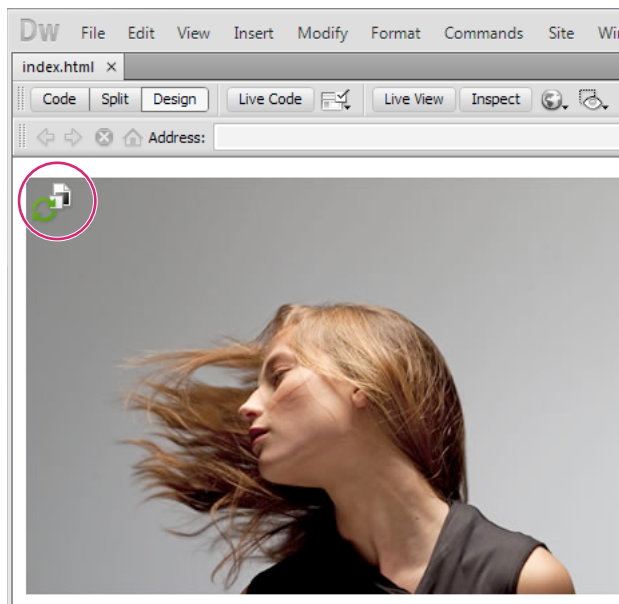 Dw File Edit View Insert Modify Format Commands Site
index.html ×
Code Split Design Live Code Live View Inspect
Address: